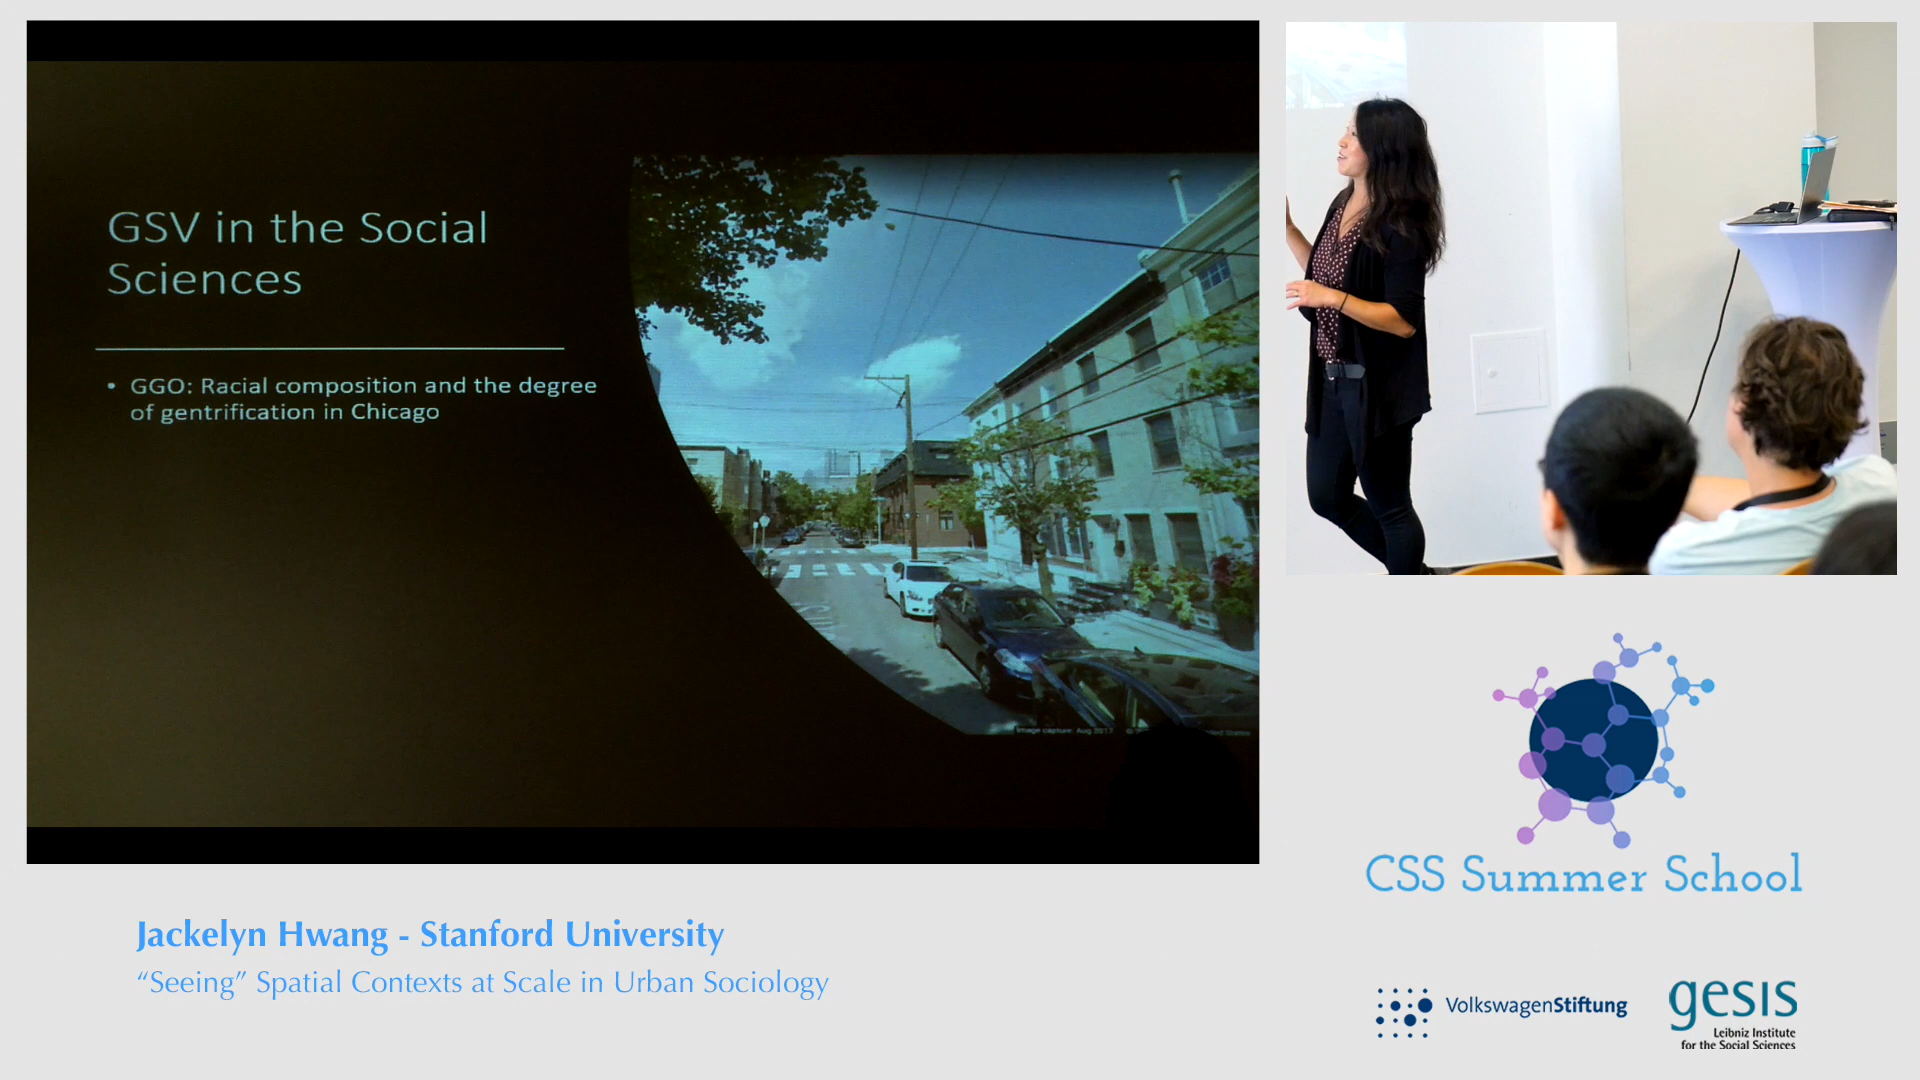 GSV in the Social
Sciences
• GGO: Racial composition and the degree
of gentrification in Chicago
Image capture: Aug 2017 © United States
Jackelyn Hwang - Stanford University
“Seeing” Spatial Contexts at Scale in Urban Sociology
CSS Summer School
VolkswagenStiftung
gesis
Leibniz Institute
for the Social Sciences